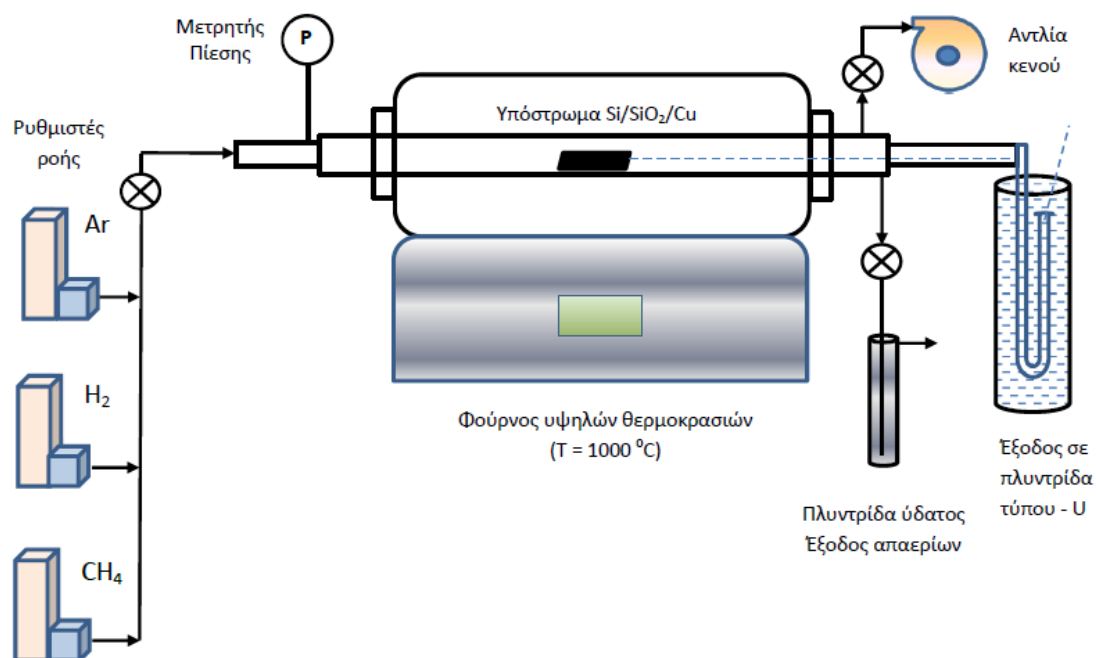 Μετρητής
Πίεσης
P
Αντλία
κενού
Υπόστρωμα Si/SiO₂/Cu
Ρυθμιστές
ροής
Ar
H₂
CH₄
Φούρνος υψηλών θερμοκρασιών
(T = 1000 ⁰C)
Πλυντρίδα ύδατος
Έξοδος απαερίων
Έξοδος σε
πλυντρίδα
τύπου - U